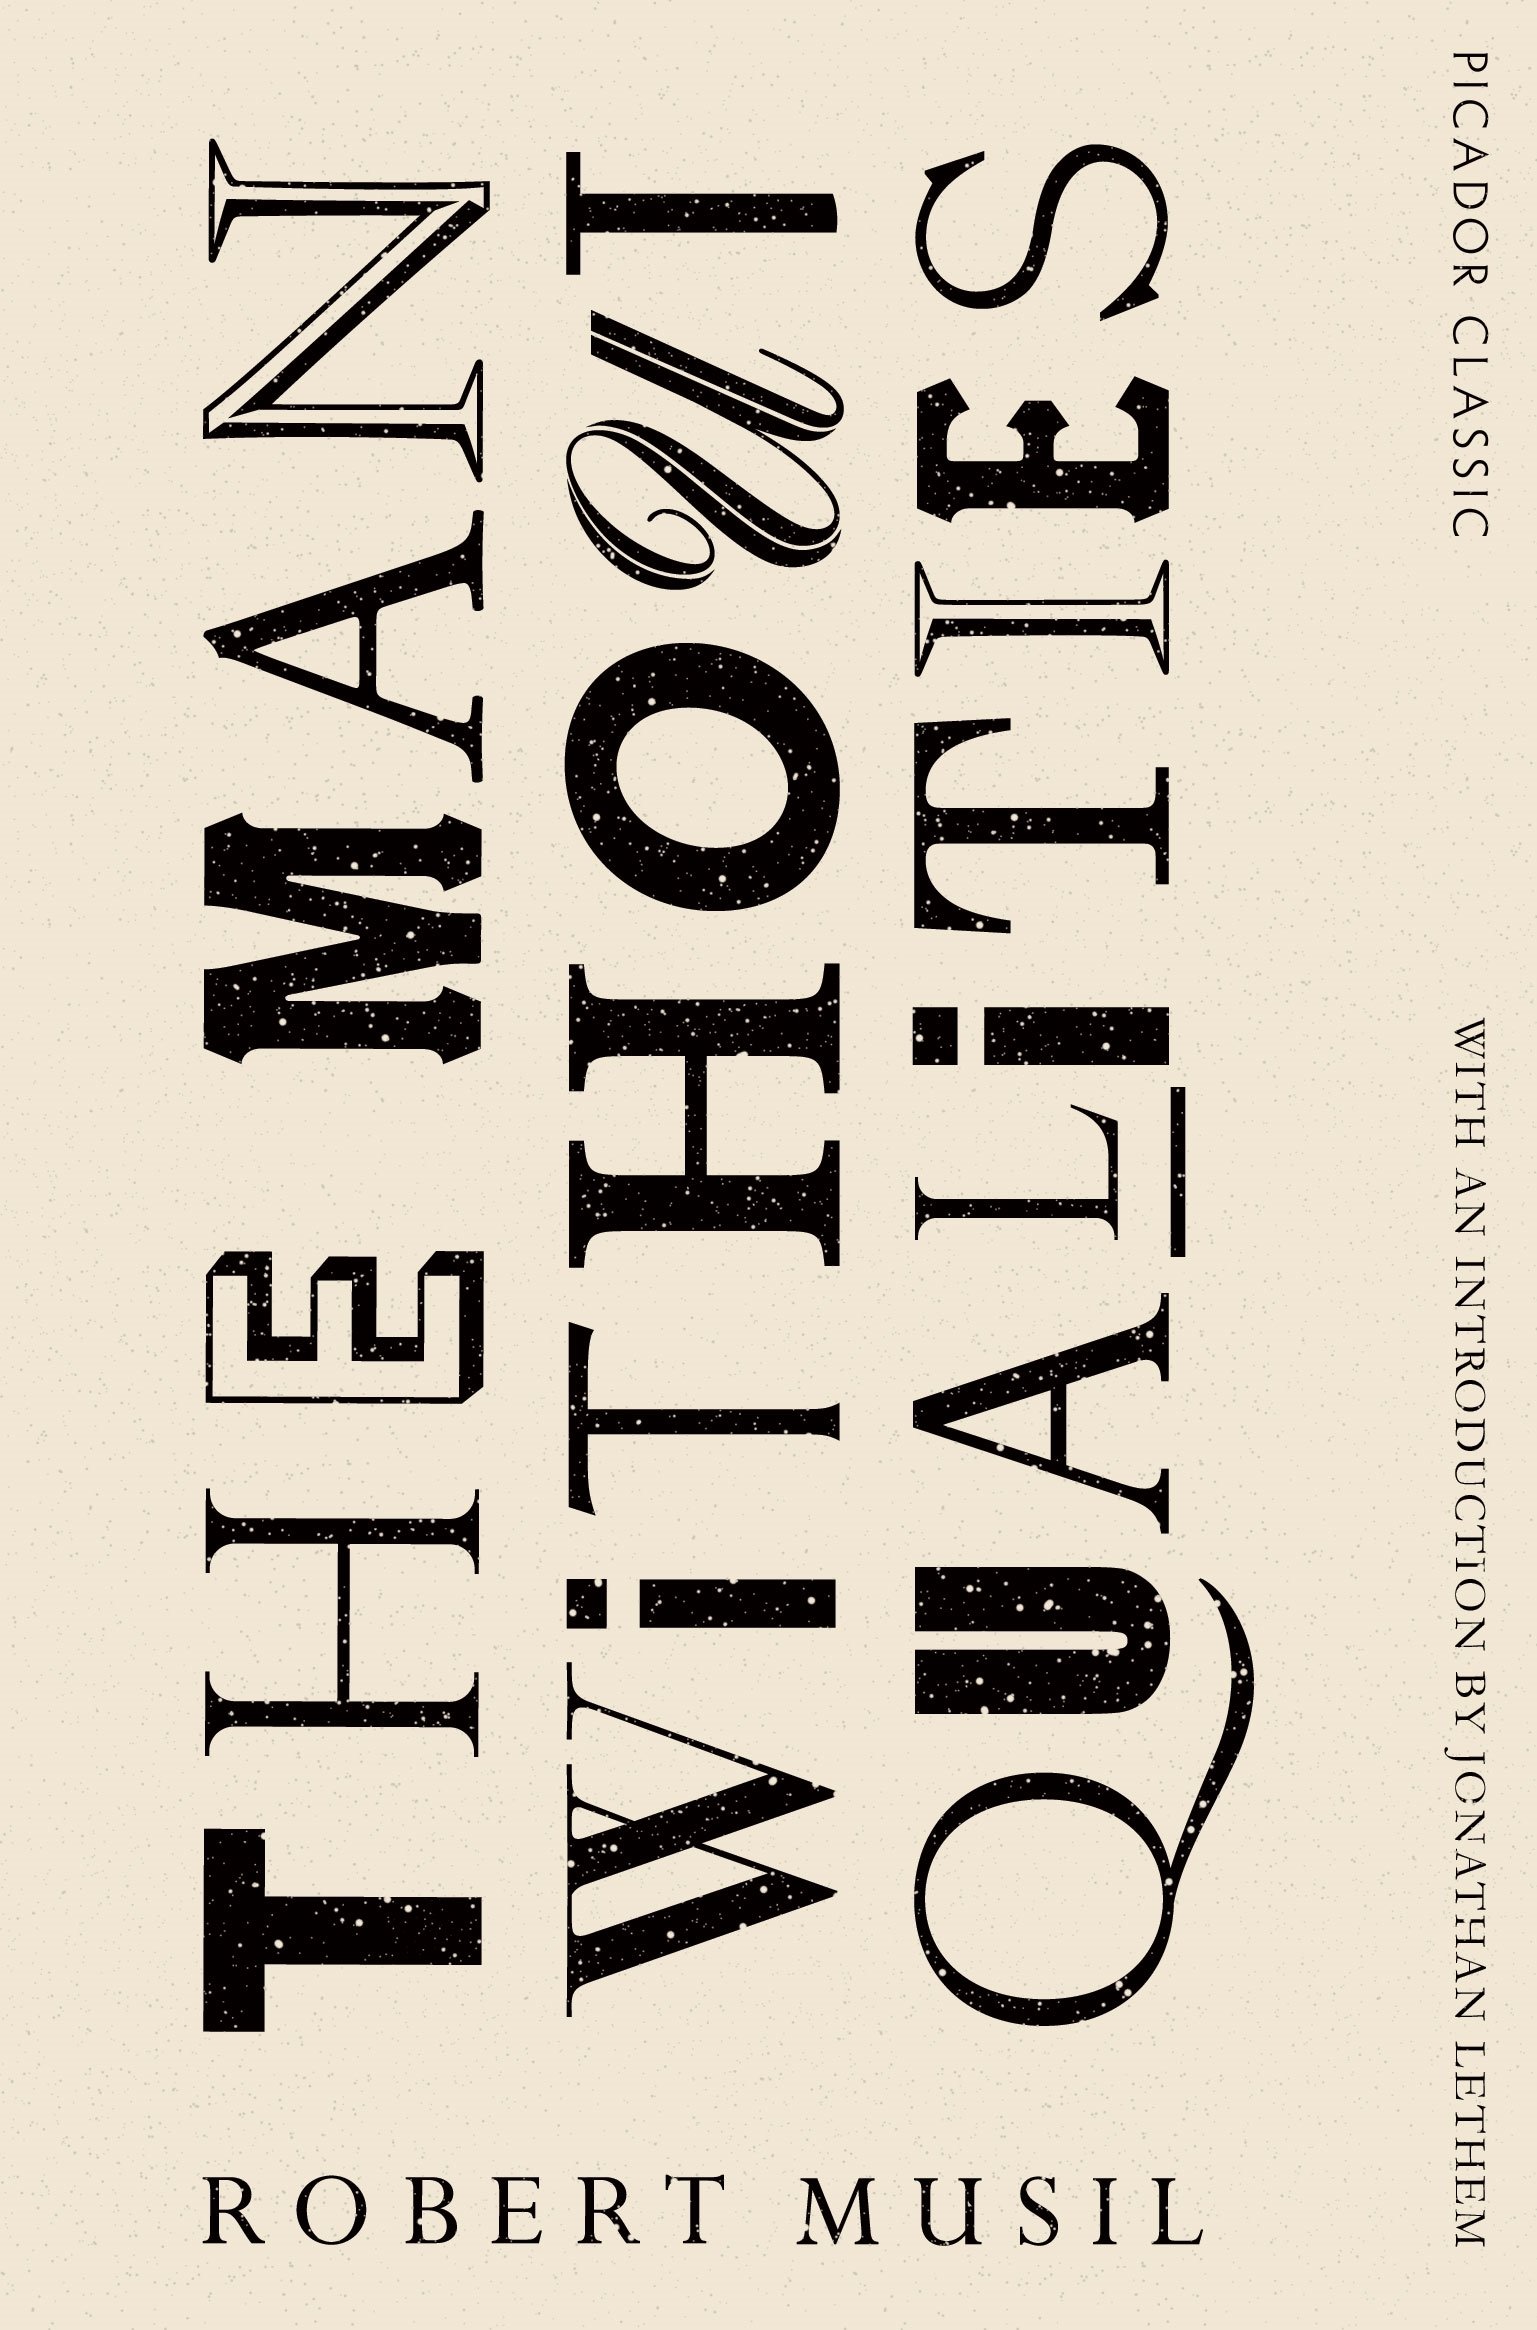 THE MAN
WiTHOUT
QUALiTIES
ROBERT MUSIL
PICADOR CLASSIC
WITH AN INTRODUCTION BY JONATHAN LETHEM